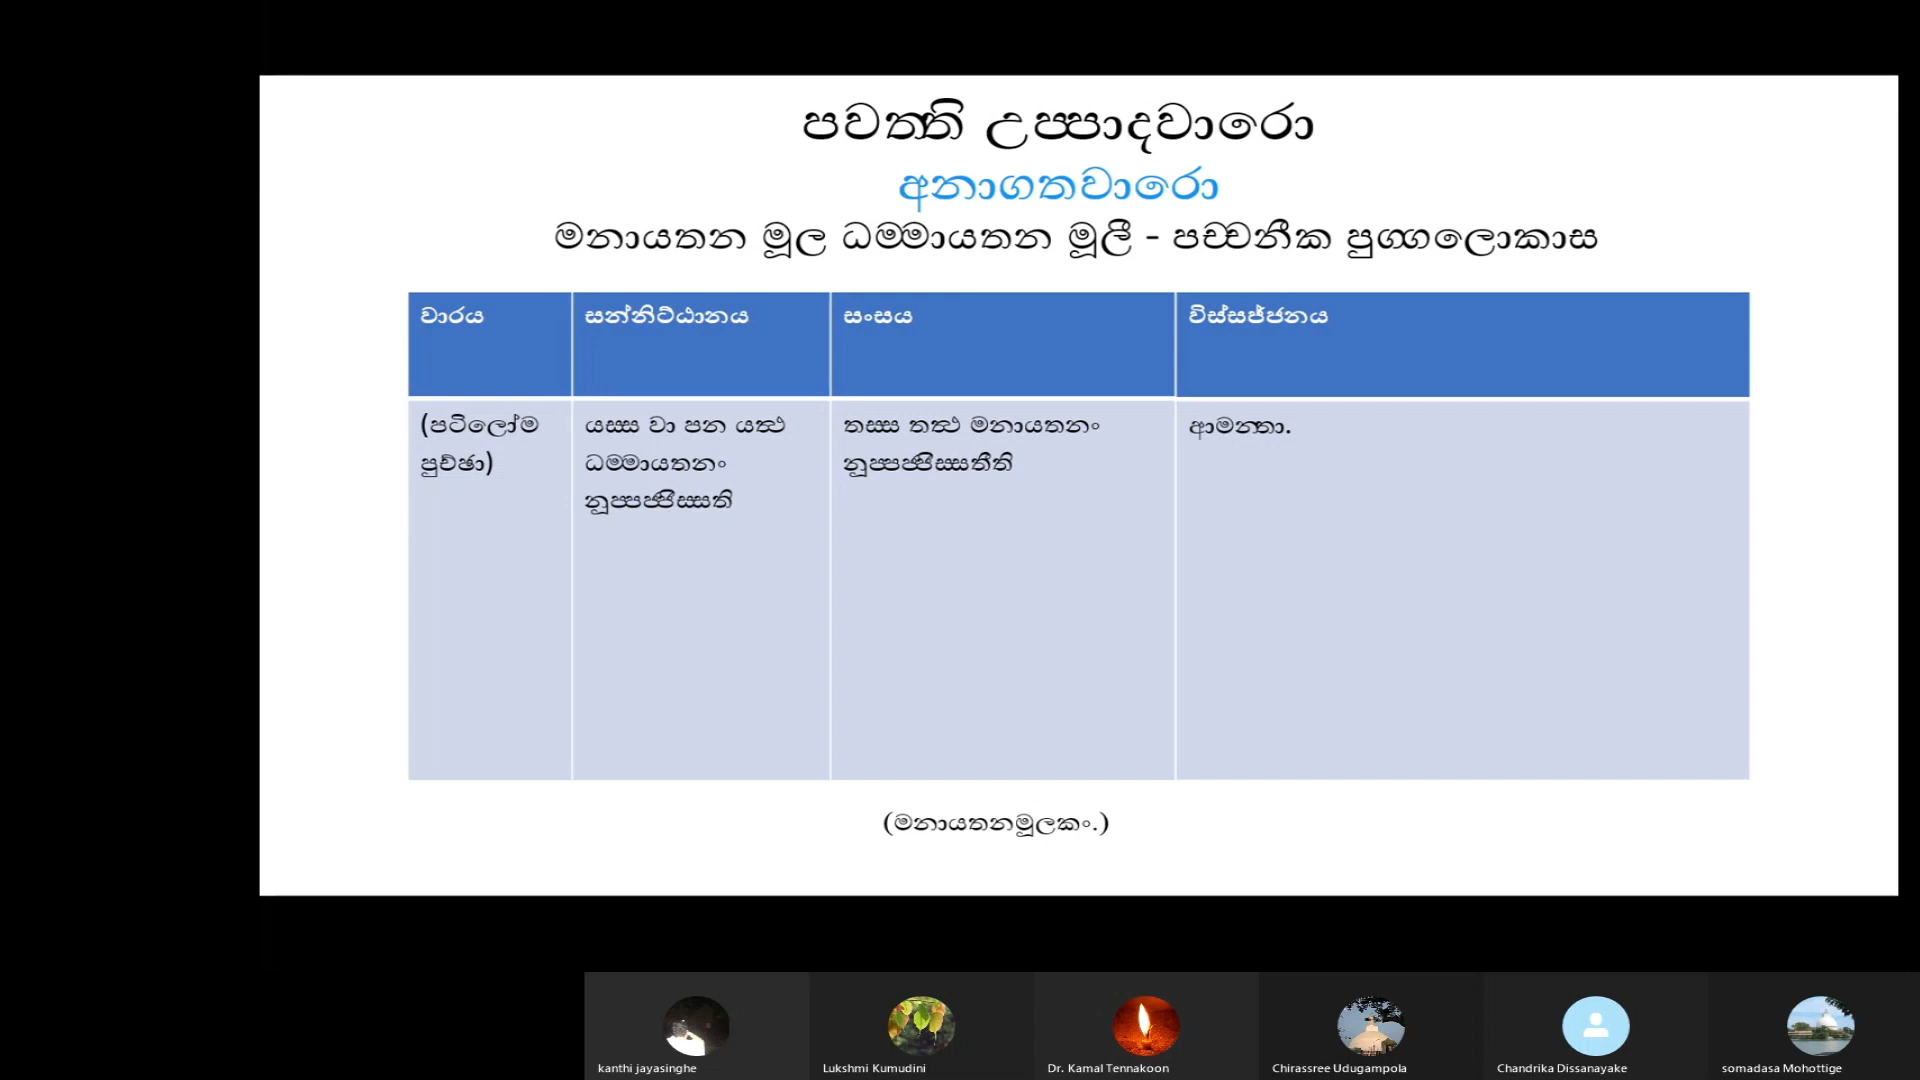 පවත්ති උප්පාදවාරො
අනාගතවාරො
මනායතන මූල ධම්මායතන මූලී - පච්චනීක පුග්ගලොකාස
වාරය
සන්නිට්ඨානය
සංසය
විස්සජ්ජනය
(පටිලෝම
පුච්ඡා)
යස්ස වා පන යත්ථ
ධම්මායතනං
නූප්පජ්ජිස්සති
තස්ස තත්ථ මනායතනං
නූප්පජ්ජිස්සතීති
ආමන්තා.
(මනායතනමූලකං.)
kanthi jayasinghe
Lukshmi Kumudini
Dr. Kamal Tennakoon
Chirassree Udugampola
Chandrika Dissanayake
somadasa Mohottige